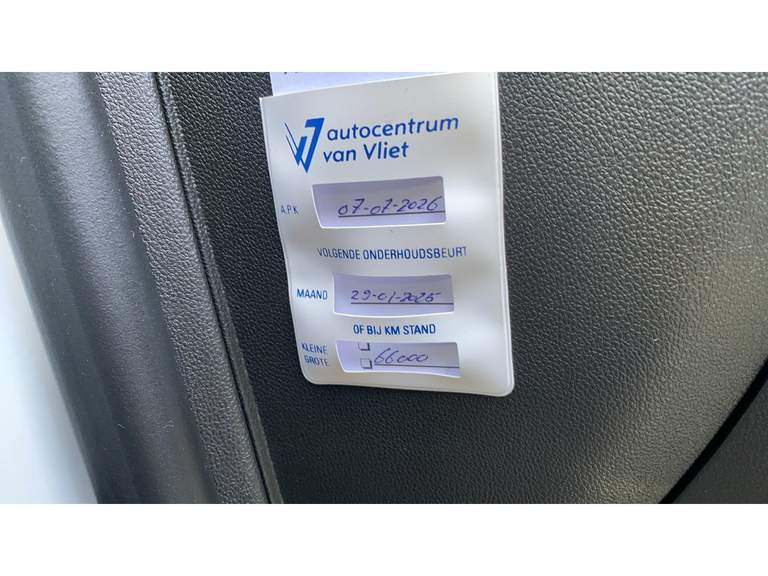 autocentrum
van Vliet
A.P.K 07-07-2026
VOLGENDE ONDERHOUDSBEURT
MAAND 29-01-2025
OF BIJ KM STAND
KLEINE
GROTE 66000